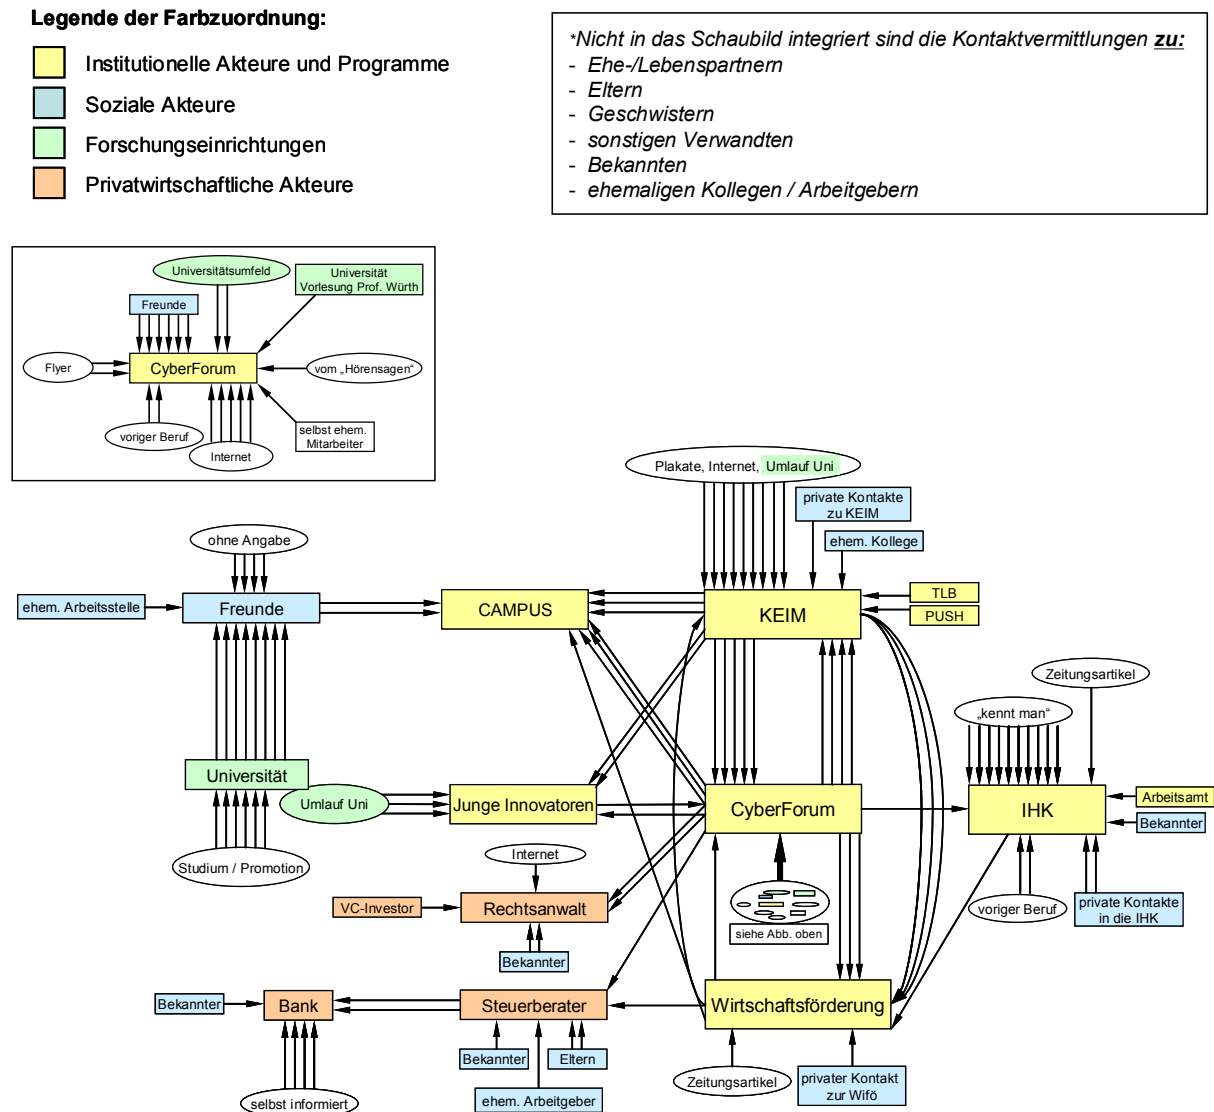 Legende der Farbzuordnung:
Institutionelle Akteure und Programme
Soziale Akteure
Forschungseinrichtungen
Privatwirtschaftliche Akteure
*Nicht in das Schaubild integriert sind die Kontaktvermittlungen zu:
- Ehe-/Lebenspartnern
- Eltern
- Geschwistern
- sonstigen Verwandten
- Bekannten
- ehemaligen Kollegen / Arbeitgebern
Universitätsumfeld
Universität
Vorlesung Prof. Würth
Freunde
Flyer
CyberForum
vom „Hörensagen“
voriger Beruf
Internet
selbst ehem.
Mitarbeiter
Plakate, Internet, Umlauf Uni
private Kontakte
zu KEIM
ehem. Kollege
ohne Angabe
ehem. Arbeitsstelle
Freunde
CAMPUS
KEIM
TLB
PUSH
Zeitungsartikel
„kennt man“
Universität
Umlauf Uni
Junge Innovatoren
CyberForum
IHK
Arbeitsamt
Bekannter
Studium / Promotion
Internet
VC-Investor
Rechtsanwalt
siehe Abb. oben
voriger Beruf
private Kontakte
in die IHK
Bekannter
Bekannter
Bank
Steuerberater
Wirtschaftsförderung
Bekannter
Eltern
Zeitungsartikel
privater Kontakt
zur Wifö
selbst informiert
ehem. Arbeitgeber